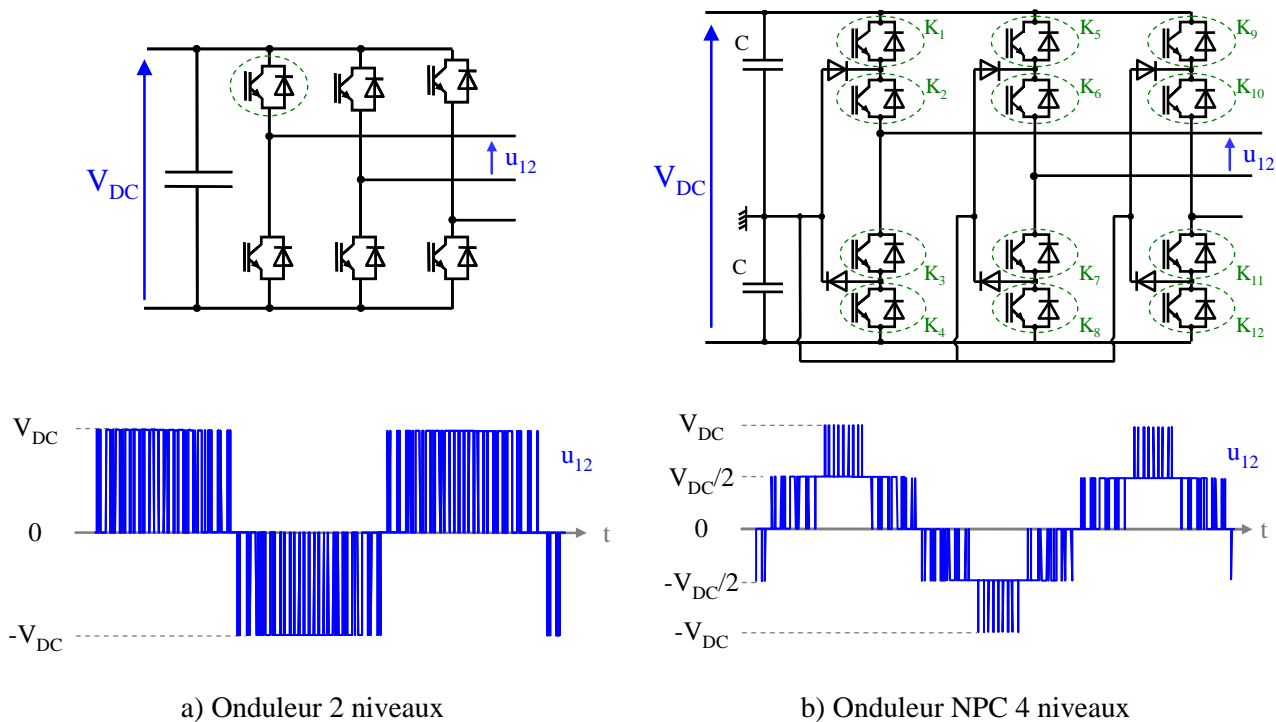 V_DC
u_12
V_DC
C
C
K_1
K_2
K_3
K_4
K_5
K_6
K_7
K_8
K_9
K_10
K_11
K_12
u_12
V_DC
0
-V_DC
u_12
t
V_DC
V_DC/2
0
-V_DC/2
-V_DC
u_12
t
a) Onduleur 2 niveaux
b) Onduleur NPC 4 niveaux